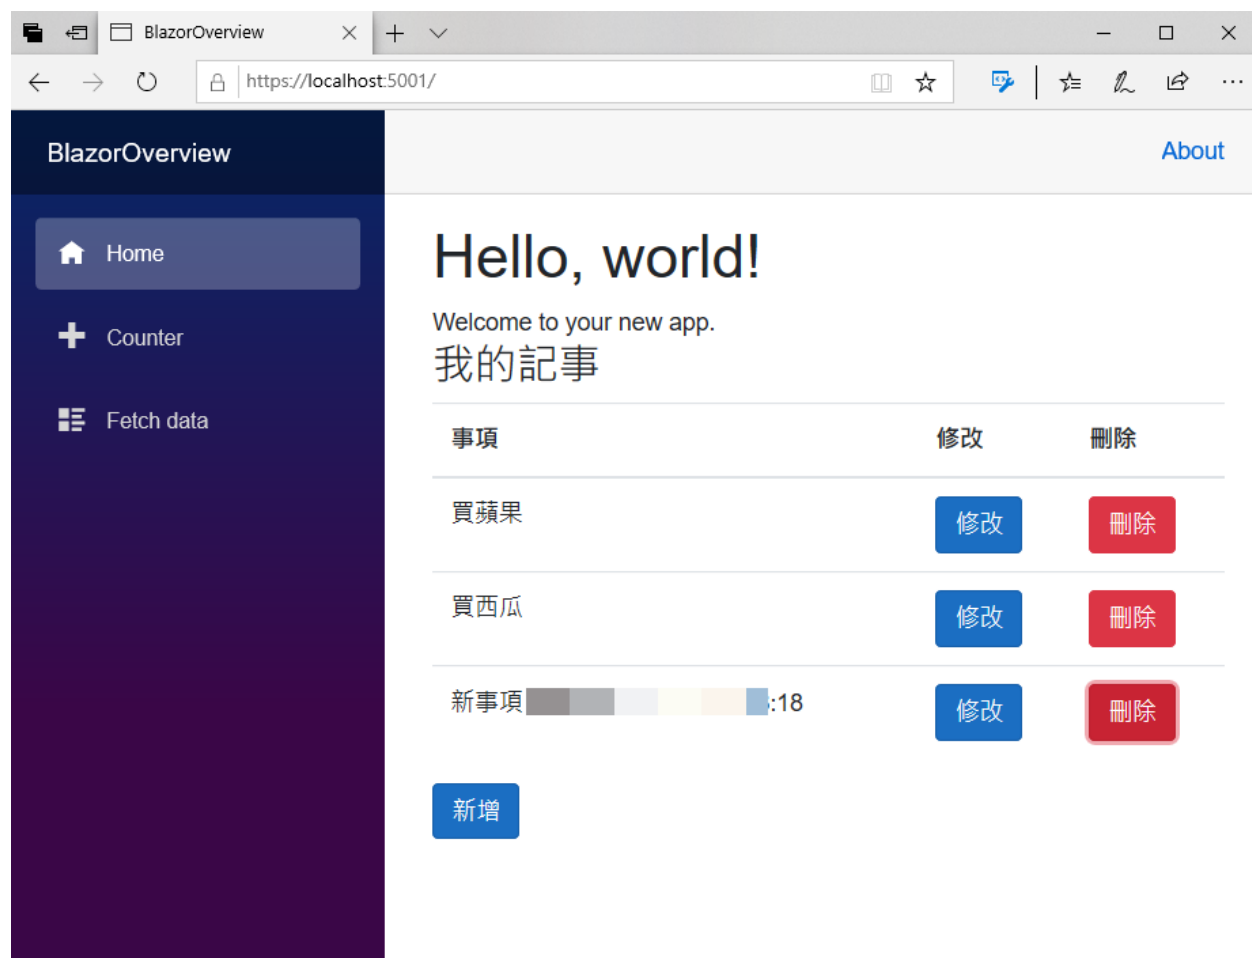 BlazorOverview
https://localhost:5001/
BlazorOverview
About
Home
Counter
Fetch data
Hello, world!
Welcome to your new app.
我的記事
事項 修改 刪除
買蘋果 修改 刪除
買西瓜 修改 刪除
新事項 :18 修改 刪除
新增